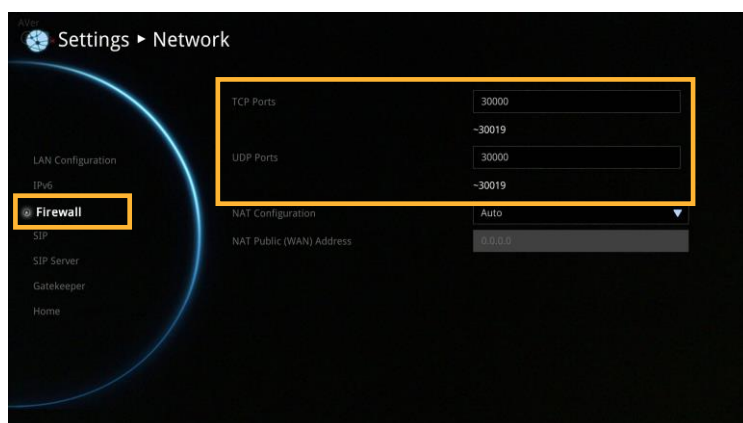 AVer
Settings ▸ Network
TCP Ports 30000
~30019
LAN Configuration
UDP Ports 30000
IPv6
~30019
Firewall
NAT Configuration Auto
SIP
NAT Public (WAN) Address 0.0.0.0
SIP Server
Gatekeeper
Home